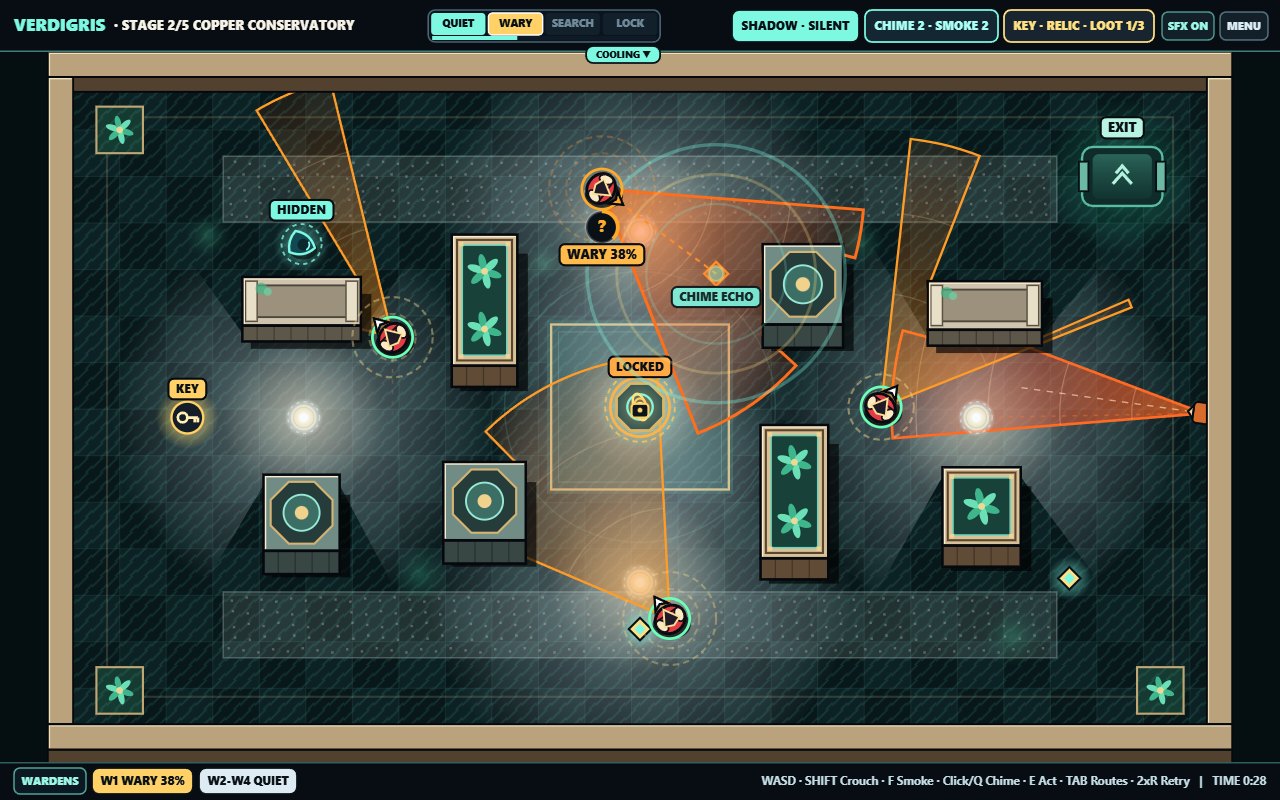 VERDIGRIS · STAGE 2/5 COPPER CONSERVATORY
QUIET WARY SEARCH LOCK
SHADOW · SILENT
CHIME 2 · SMOKE 2
KEY · RELIC · LOOT 1/3
SFX ON
MENU
COOLING ▼
EXIT
HIDDEN
?
WARY 38%
CHIME ECHO
LOCKED
KEY
WARDENS
W1 WARY 38%
W2-W4 QUIET
WASD · SHIFT Crouch · F Smoke · Click/Q Chime · E Act · TAB Routes · 2xR Retry | TIME 0:28